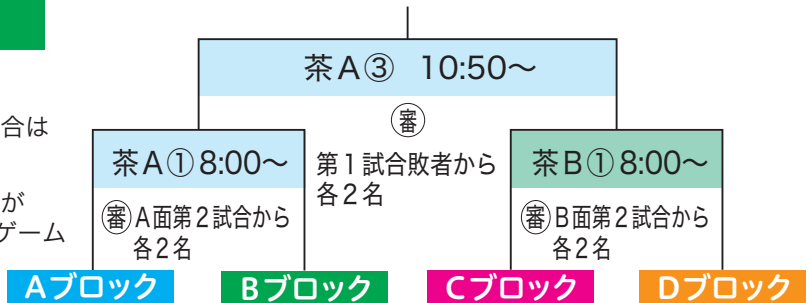 茶A③ 10:50～
合は
審
茶A①8:00～
第１試合敗者から
各２名
茶B①8:00～
が
ゲーム
審A面第２試合から
各２名
審B面第２試合から
各２名
Aブロック
Bブロック
Cブロック
Dブロック